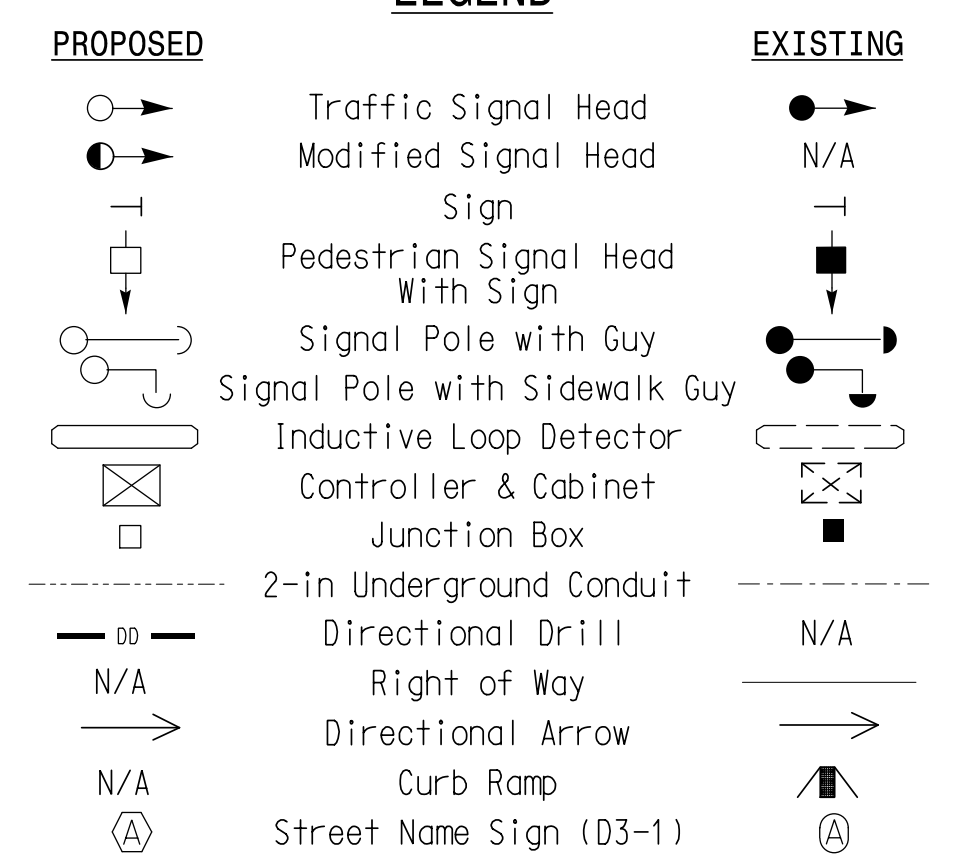 LEGEND
PROPOSED EXISTING
Traffic Signal Head
Modified Signal Head N/A
Sign
Pedestrian Signal Head
With Sign
Signal Pole with Guy
Signal Pole with Sidewalk Guy
Inductive Loop Detector
Controller & Cabinet
Junction Box
2-in Underground Conduit
DD Directional Drill N/A
N/A Right of Way
Directional Arrow
N/A Curb Ramp
A Street Name Sign (D3-1) A